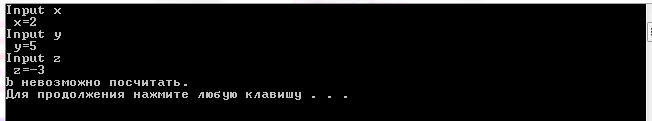 Input x
x=2
Input y
y=5
Input z
z=-3
b невозможно посчитать.
Для продолжения нажмите любую клавишу . . .